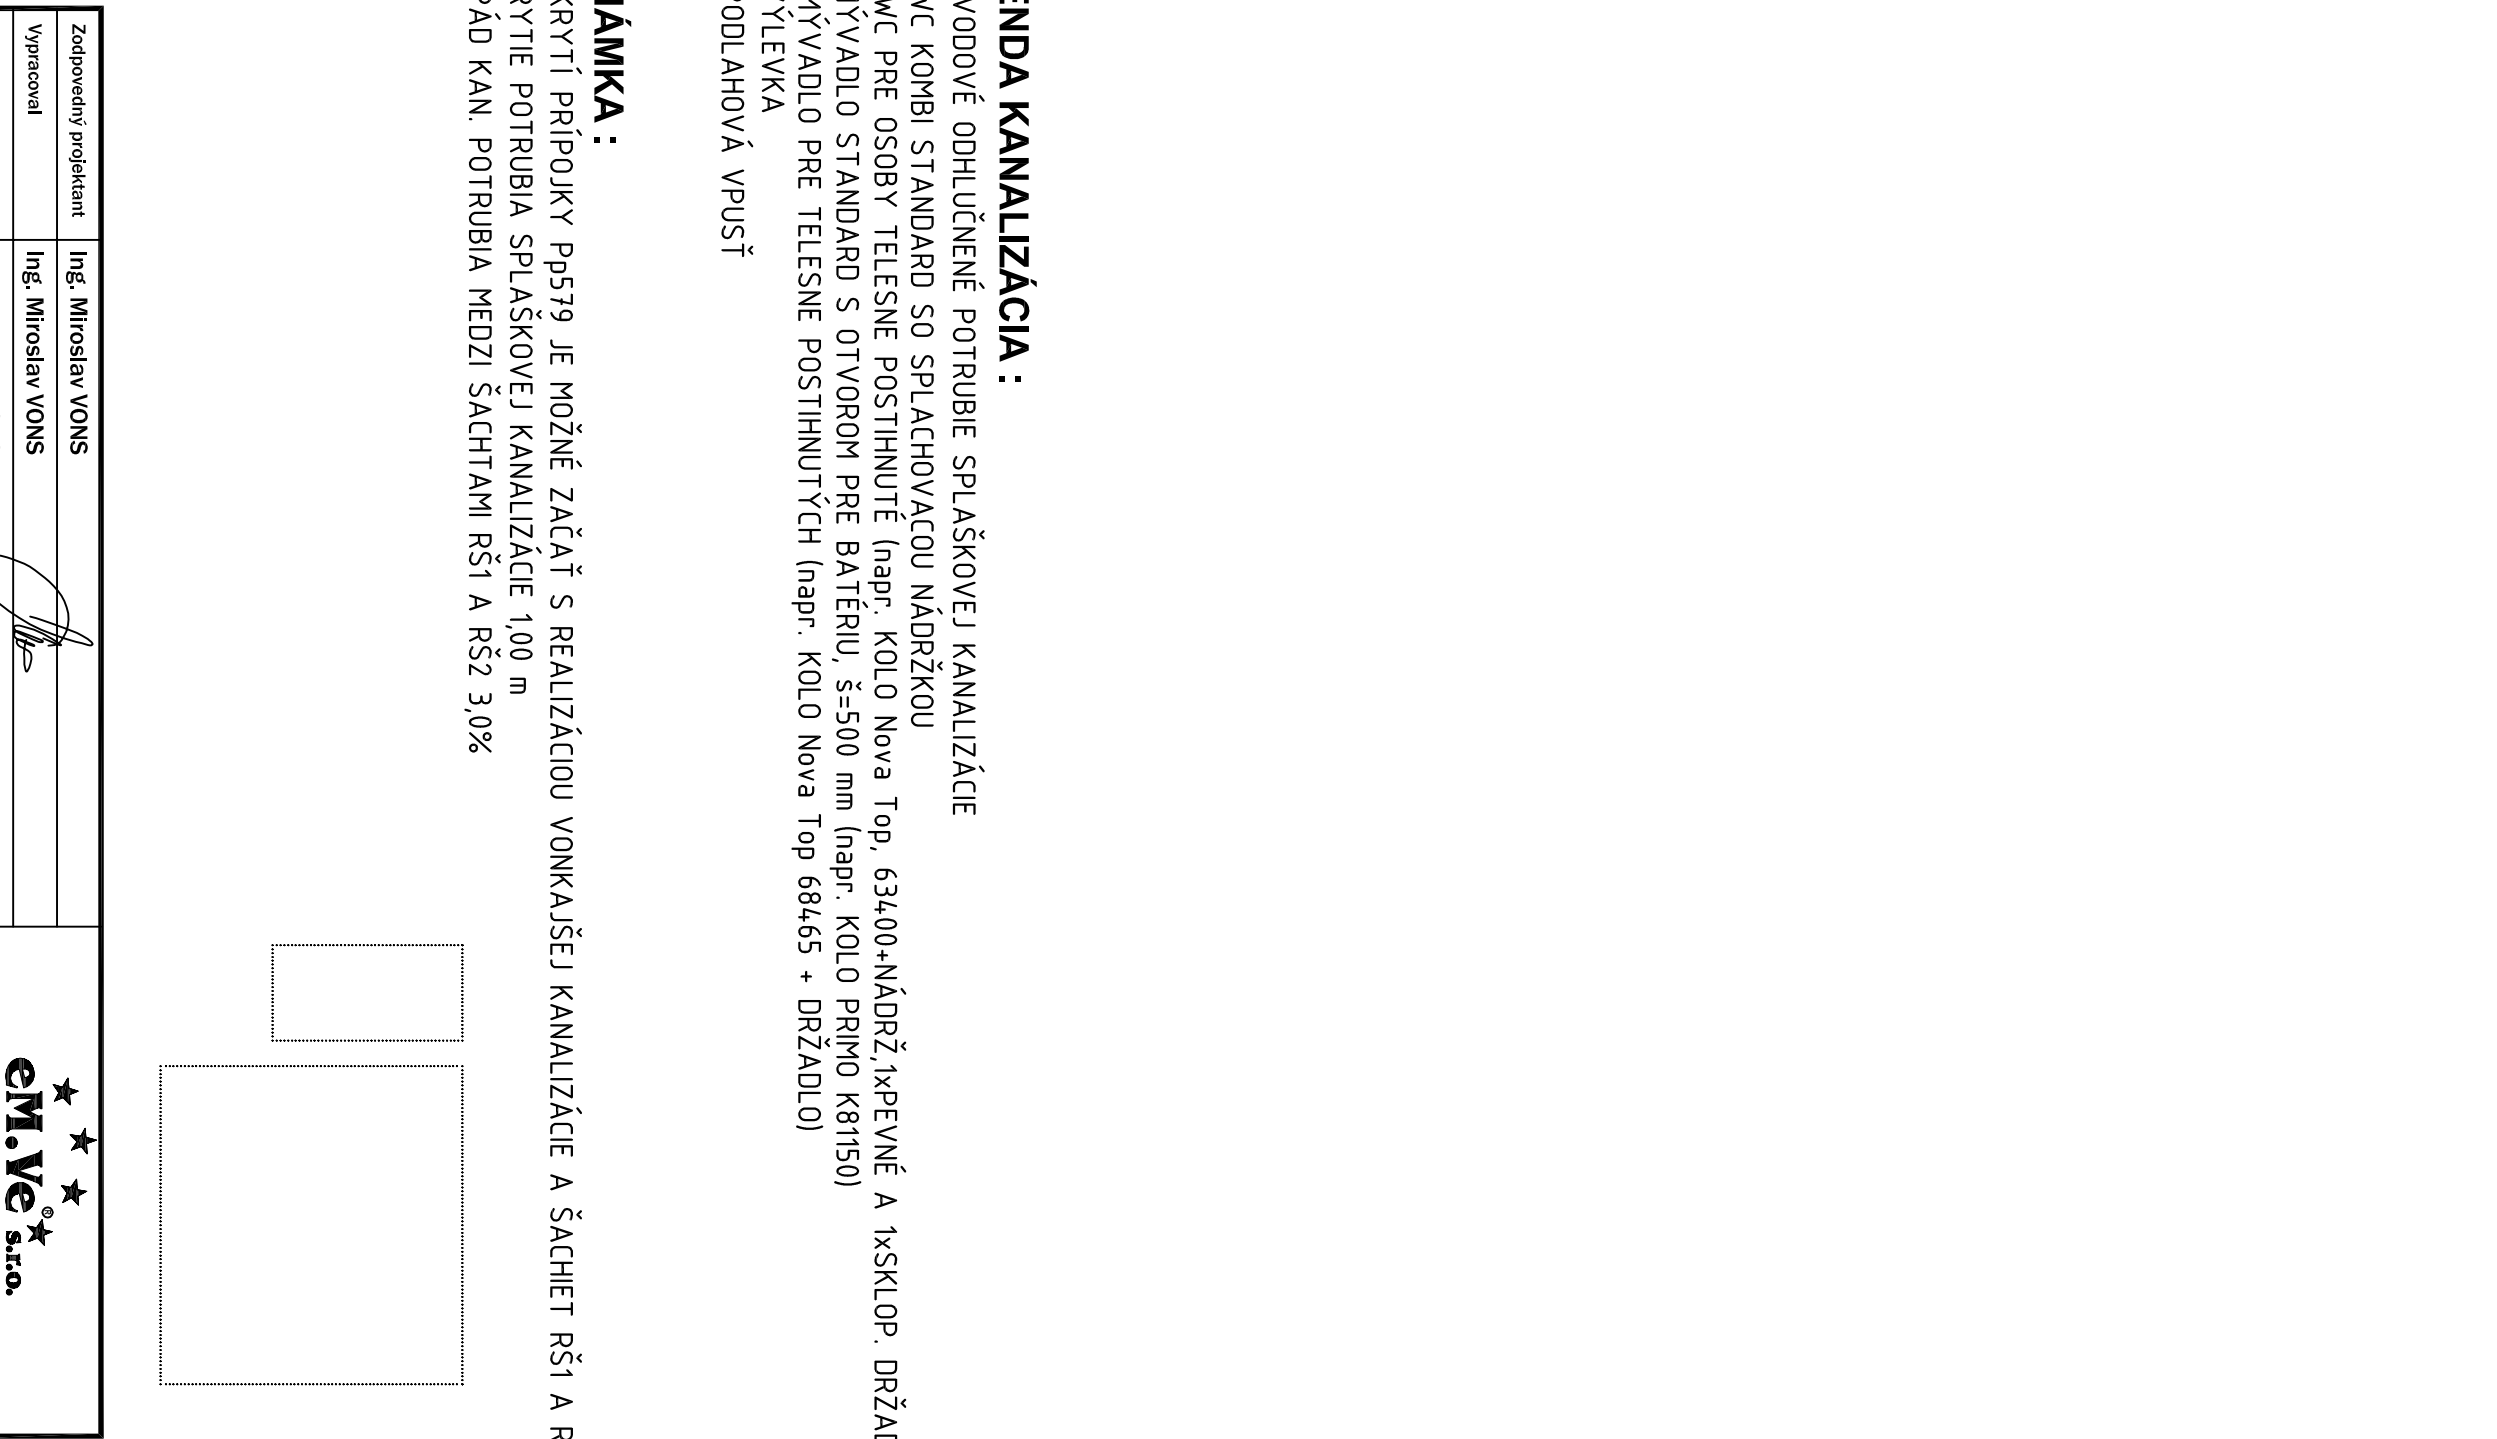 ENDA KANALIZÁCIA :
VODOVÉ ODHLUČNENÉ POTRUBIE SPLAŠKOVEJ KANALIZÁCIE
WC KOMBI STANDARD SO SPLACHOVACOU NÁDRŽKOU
WC PRE OSOBY TELESNE POSTIHNUTÉ (napr. KOLO Nova Top, 63400+NÁDRŽ,1xPEVNÉ A 1xSKLOP. DRŽAD
MÝVADLO STANDARD S OTVOROM PRE BATÉRIU, š=500 mm (napr. KOLO PRIMO K81150)
MÝVADLO PRE TELESNE POSTIHNUTÝCH (napr. KOLO Nova Top 68465 + DRŽADLO)
ÝLEVKA
PODLAHOVÁ VPUSŤ
NÁMKA :
KRYTÍ PRÍPOJKY Pp579 JE MOŽNÉ ZAČAŤ S REALIZÁCIOU VONKAJŠEJ KANALIZÁCIE A ŠACHIET RŠ1 A R
RYTIE POTRUBIA SPLAŠKOVEJ KANALIZÁCIE 1,00 m
PÁD KAN. POTRUBIA MEDZI ŠACHTAMI RŠ1 A RŠ2 3,0%
Zodpovedný projektant Ing. Miroslav VONS
Vypracoval Ing. Miroslav VONS
eM.Ve® s.r.o.